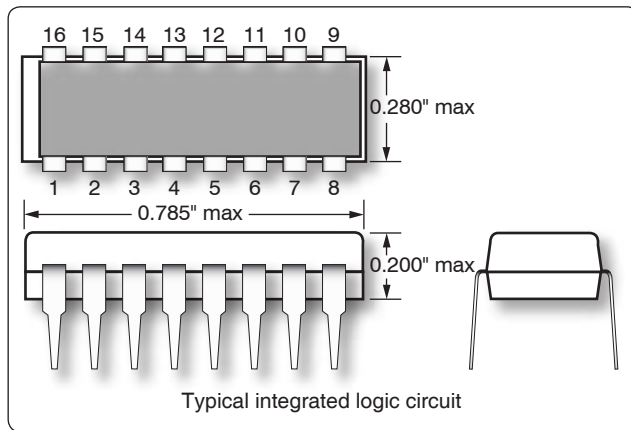 16 15 14 13 12 11 10 9
0.280" max
1 2 3 4 5 6 7 8
0.785" max
0.200" max
Typical integrated logic circuit